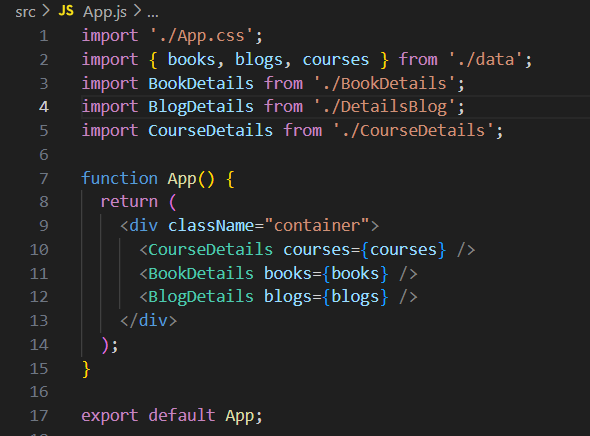 src > JS App.js > ...
1 import './App.css';
2 import { books, blogs, courses } from './data';
3 import BookDetails from './BookDetails';
4 import BlogDetails from './DetailsBlog';
5 import CourseDetails from './CourseDetails';
6
7 function App() {
8   return (
9     <div className="container">
10       <CourseDetails courses={courses} />
11       <BookDetails books={books} />
12       <BlogDetails blogs={blogs} />
13     </div>
14   );
15 }
16
17 export default App;